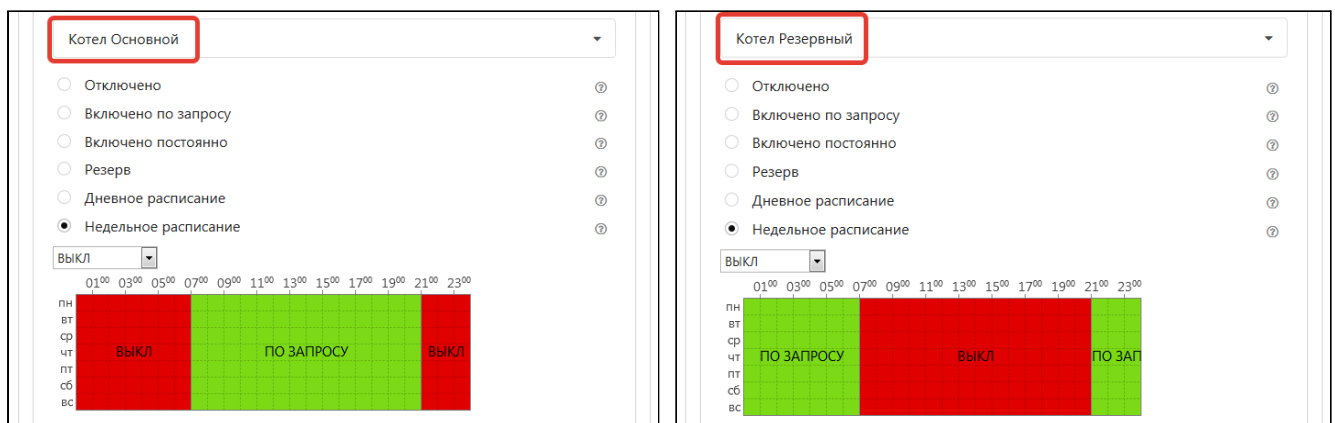 Котел Основной
Отключено
Включено по запросу
Включено постоянно
Резерв
Дневное расписание
Недельное расписание
ВЫКЛ
01⁰⁰ 03⁰⁰ 05⁰⁰ 07⁰⁰ 09⁰⁰ 11⁰⁰ 13⁰⁰ 15⁰⁰ 17⁰⁰ 19⁰⁰ 21⁰⁰ 23⁰⁰
пн
вт
ср
чт ВЫКЛ ПО ЗАПРОСУ ВЫКЛ
пт
сб
вс
Котел Резервный
Отключено
Включено по запросу
Включено постоянно
Резерв
Дневное расписание
Недельное расписание
ВЫКЛ
01⁰⁰ 03⁰⁰ 05⁰⁰ 07⁰⁰ 09⁰⁰ 11⁰⁰ 13⁰⁰ 15⁰⁰ 17⁰⁰ 19⁰⁰ 21⁰⁰ 23⁰⁰
пн
вт
ср
чт ПО ЗАПРОСУ ВЫКЛ ПО ЗАП
пт
сб
вс